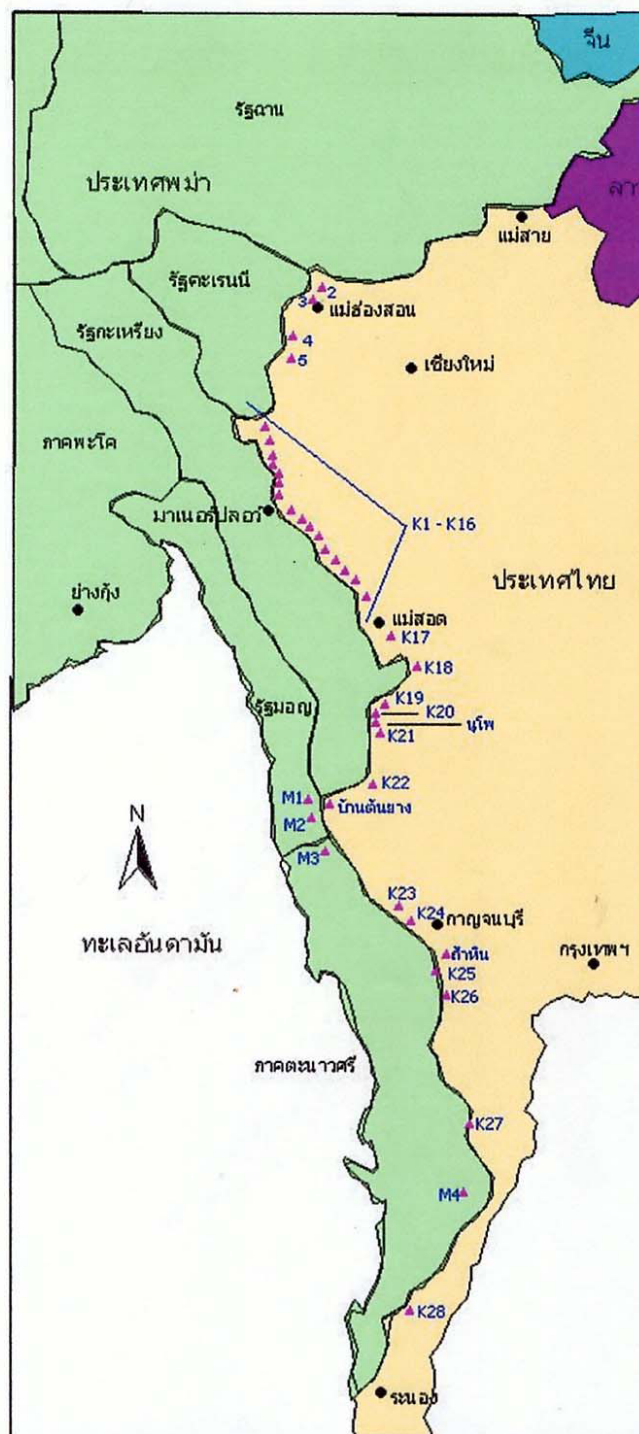 จีน
รัฐฉาน
ประเทศพม่า
แม่สาย
รัฐคะเรนนี
2
3
แม่ฮ่องสอน
รัฐกะเหรี่ยง
4
5
เชียงใหม่
ภาคพะโค
มาเนอร์ปลอว์
K1 - K16
ประเทศไทย
ย่างกุ้ง
แม่สอด
K17
K18
รัฐมอญ
K19
K20
นุโพ
K21
K22
M1
บ้านต้นยาง
M2
N
M3
K23
K24
กาญจนบุรี
ทะเลอันดามัน
ถ้ำหิน
กรุงเทพฯ
K25
K26
ภาคตะนาวศรี
K27
M4
K28
ระนอง